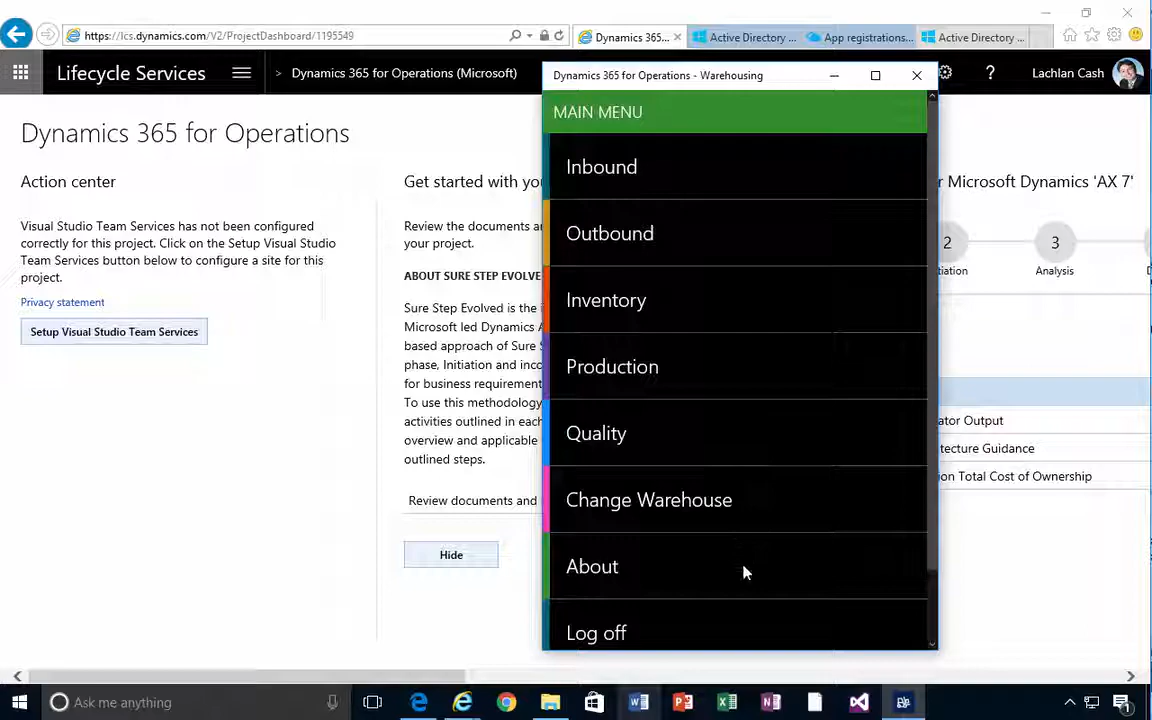 https://lcs.dynamics.com/V2/ProjectDashboard/1195549
Dynamics 365...
Active Directory ...
App registrations...
Active Directory ...
Lifecycle Services
> Dynamics 365 for Operations (Microsoft)
?
Lachlan Cash
Dynamics 365 for Operations
Action center
Visual Studio Team Services has not been configured
correctly for this project. Click on the Setup Visual Studio
Team Services button below to configure a site for this
project.
Privacy statement
Setup Visual Studio Team Services
Get started with yo
Review the documents a
your project.
ABOUT SURE STEP EVOLVE
Sure Step Evolved is the i
Microsoft led Dynamics A
based approach of Sure S
phase, Initiation and inco
for business requirement
To use this methodology
activities outlined in each
overview and applicable
outlined steps.
Review documents and
Hide
Dynamics 365 for Operations - Warehousing
MAIN MENU
Inbound
Outbound
Inventory
Production
Quality
Change Warehouse
About
Log off
r Microsoft Dynamics 'AX 7'
2
3
tiation
Analysis
ator Output
tecture Guidance
on Total Cost of Ownership
Ask me anything
1